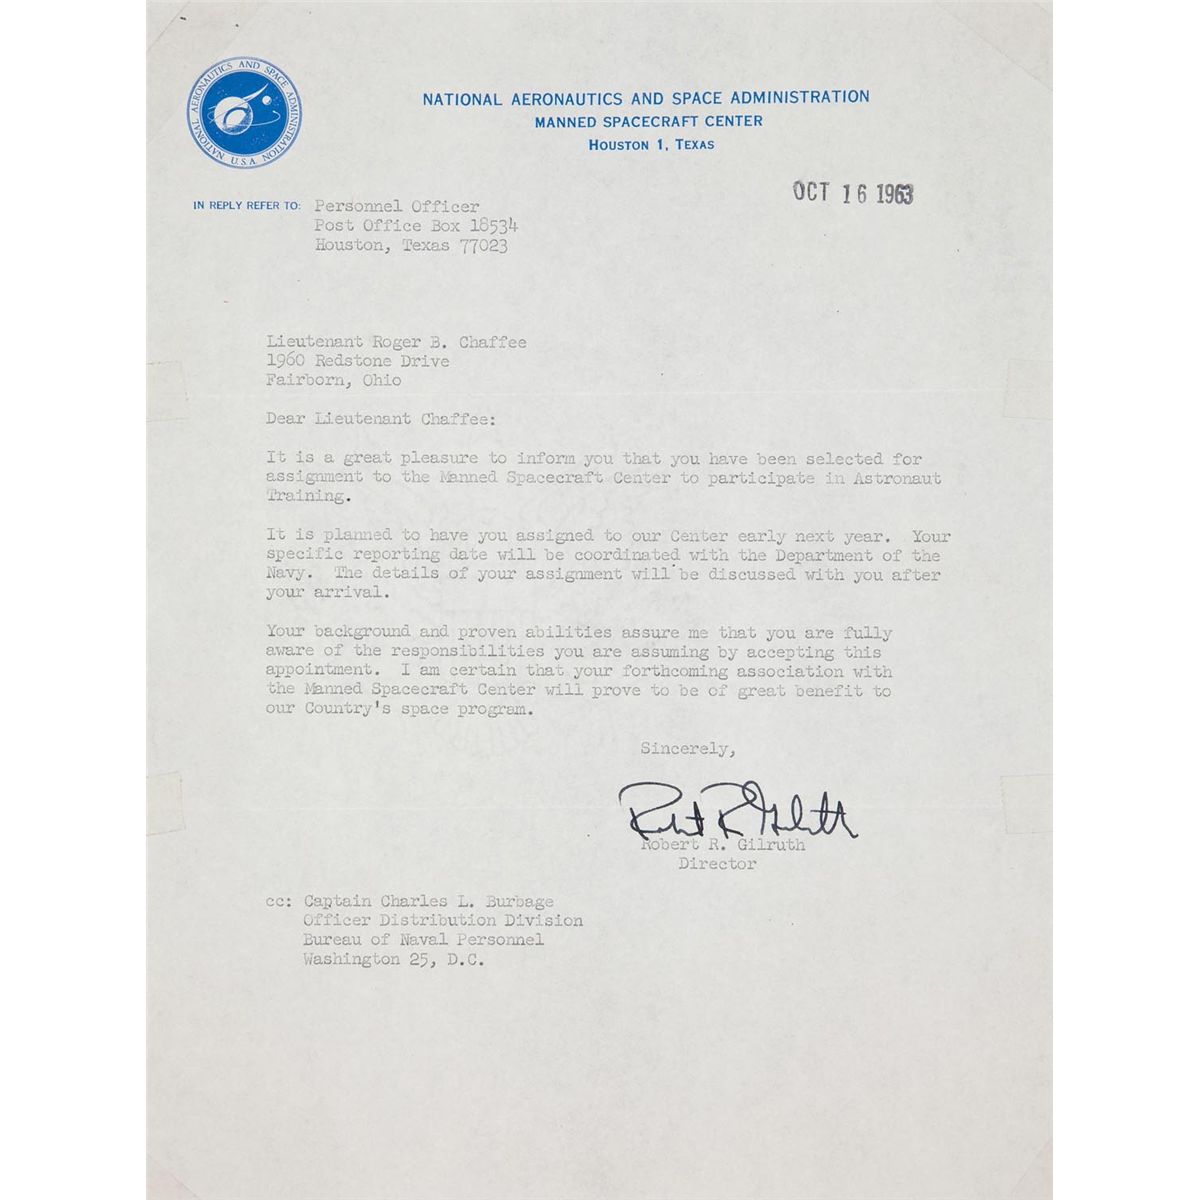 NATIONAL AERONAUTICS AND SPACE ADMINISTRATION
U.S.A.
NATIONAL AERONAUTICS AND SPACE ADMINISTRATION
MANNED SPACECRAFT CENTER
HOUSTON 1, TEXAS
OCT 16 1963
IN REPLY REFER TO: Personnel Officer
Post Office Box 18534
Houston, Texas 77023
Lieutenant Roger B. Chaffee
1960 Redstone Drive
Fairborn, Ohio
Dear Lieutenant Chaffee:
It is a great pleasure to inform you that you have been selected for
assignment to the Manned Spacecraft Center to participate in Astronaut
Training.
It is planned to have you assigned to our Center early next year. Your
specific reporting date will be coordinated with the Department of the
Navy. The details of your assignment will be discussed with you after
your arrival.
Your background and proven abilities assure me that you are fully
aware of the responsibilities you are assuming by accepting this
appointment. I am certain that your forthcoming association with
the Manned Spacecraft Center will prove to be of great benefit to
our Country's space program.
Sincerely,
Robert R. Gilruth
Robert R. Gilruth
Director
cc: Captain Charles L. Burbage
Officer Distribution Division
Bureau of Naval Personnel
Washington 25, D.C.